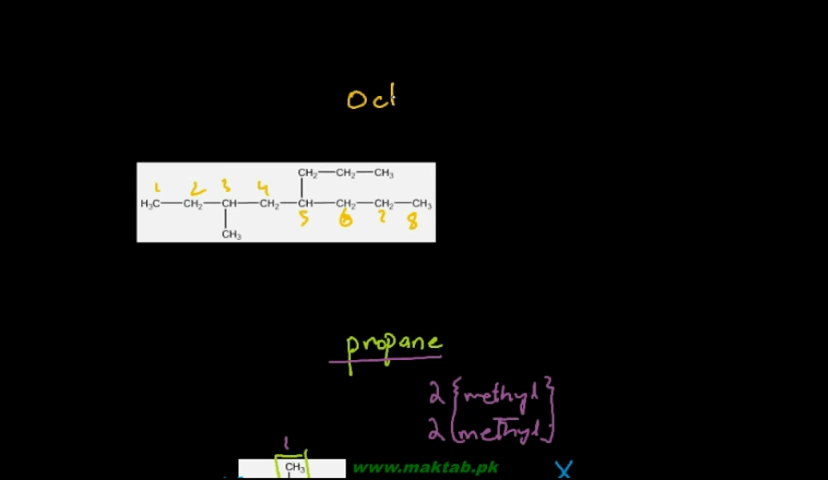 Oct
CH₂—CH₂—CH₃
1 2 3 4
H₃C—CH₂—CH—CH₂—CH—CH₂—CH₂—CH₃
5 6 7 8
CH₃
propane
2 {methyl}
2 {methyl}
1
CH₃
www.maktab.pk
X